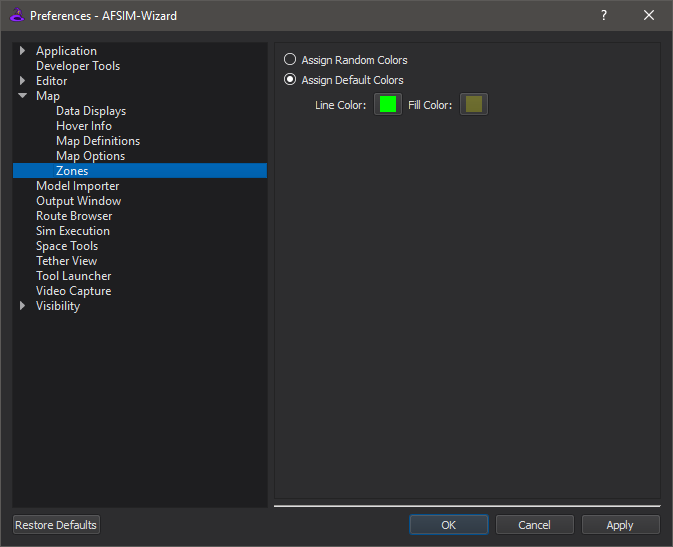 Preferences - AFSIM-Wizard
?
Application
Developer Tools
Editor
Map
Data Displays
Hover Info
Map Definitions
Map Options
Zones
Model Importer
Output Window
Route Browser
Sim Execution
Space Tools
Tether View
Tool Launcher
Video Capture
Visibility
Assign Random Colors
Assign Default Colors
Line Color: Fill Color:
Restore Defaults OK Cancel Apply